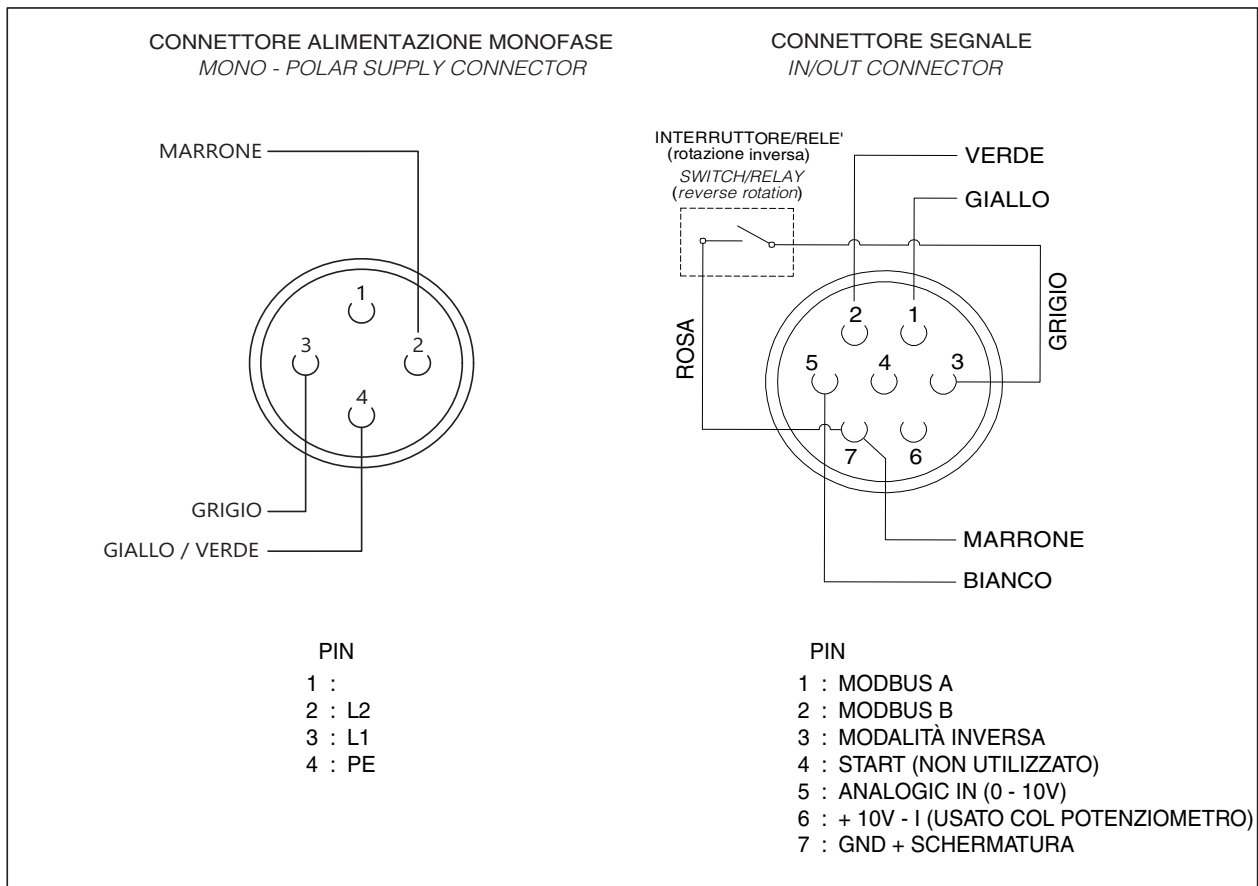 CONNETTORE ALIMENTAZIONE MONOFASE
MONO - POLAR SUPPLY CONNECTOR
MARRONE
1
3
2
4
GRIGIO
GIALLO / VERDE
PIN
1 :
2 : L2
3 : L1
4 : PE
CONNETTORE SEGNALE
IN/OUT CONNECTOR
INTERRUTTORE/RELE'
(rotazione inversa)
SWITCH/RELAY
(reverse rotation)
VERDE
GIALLO
ROSA
GRIGIO
2
1
5
4
3
7
6
MARRONE
BIANCO
PIN
1 : MODBUS A
2 : MODBUS B
3 : MODALITÀ INVERSA
4 : START (NON UTILIZZATO)
5 : ANALOGIC IN (0 - 10V)
6 : + 10V - I (USATO COL POTENZIOMETRO)
7 : GND + SCHERMATURA